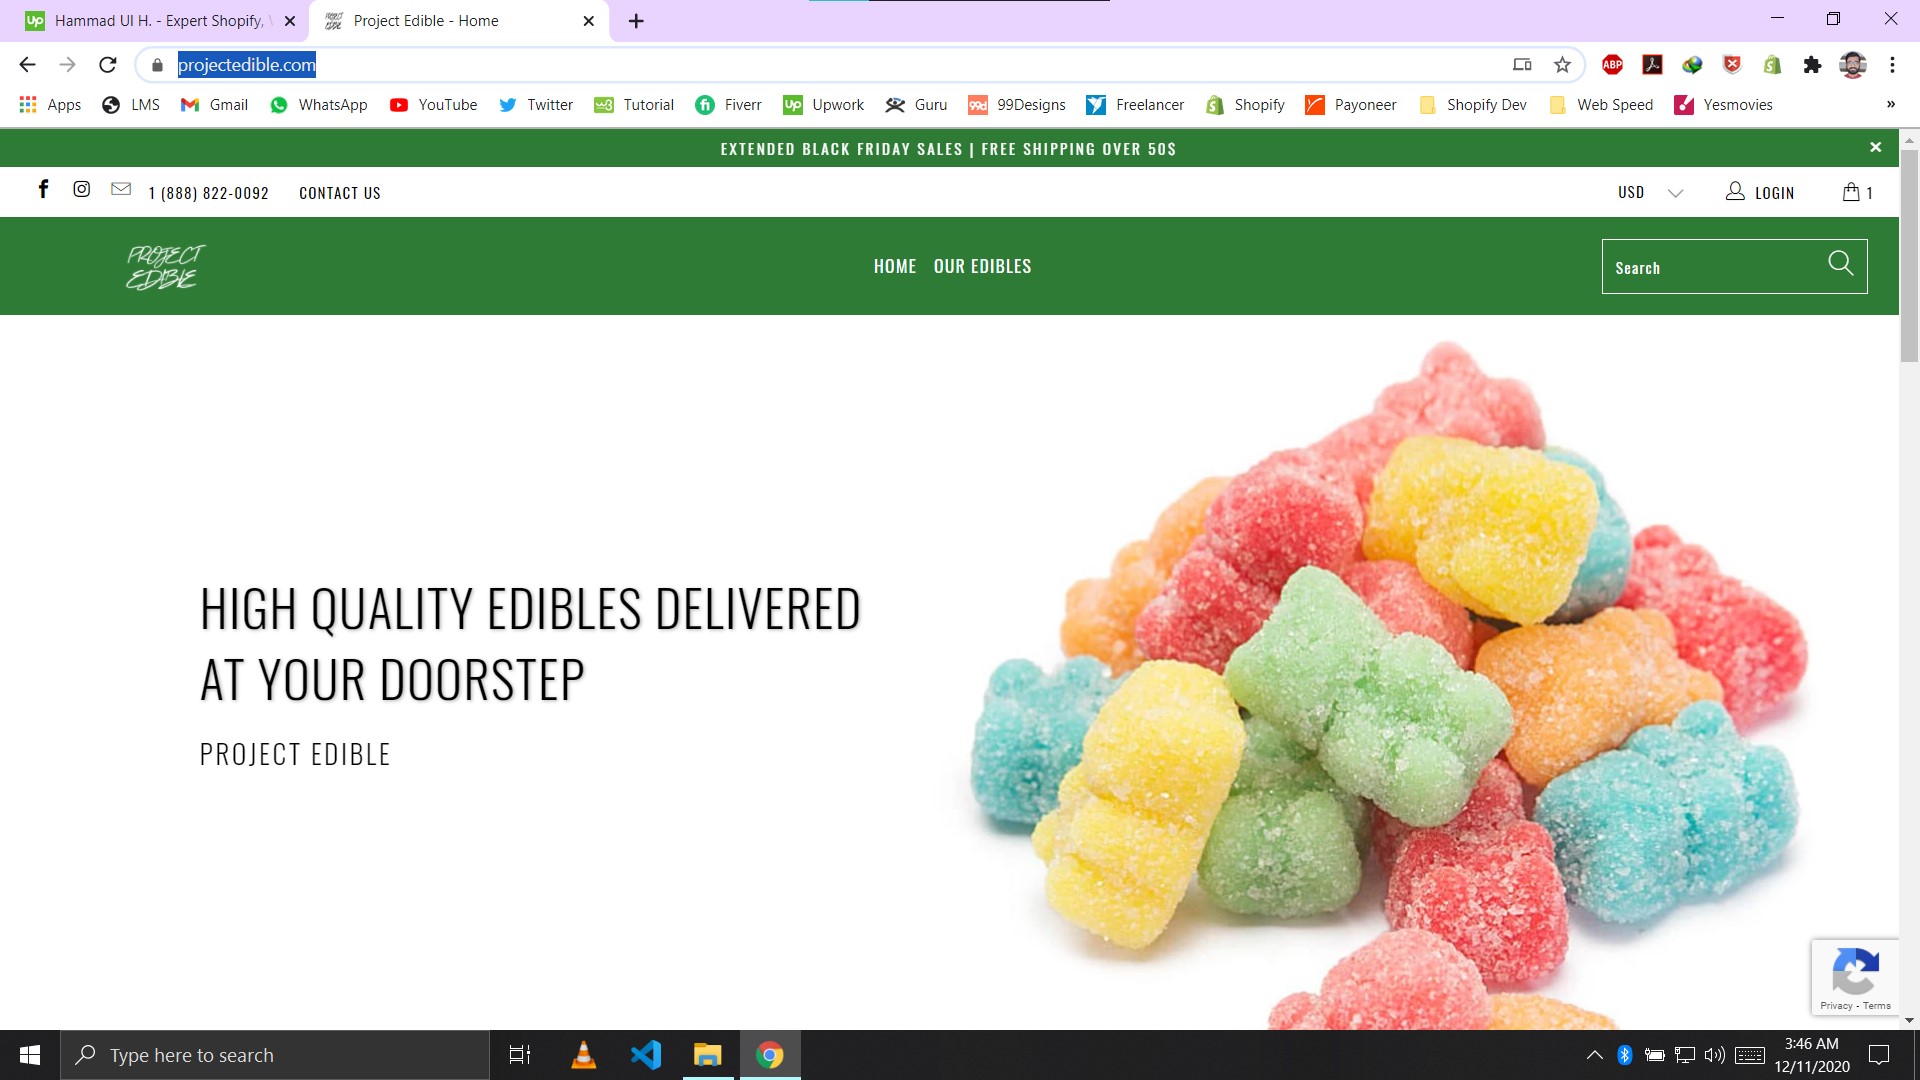 Hammad Ul H. - Expert Shopify,
Project Edible - Home
projectedible.com
ABP
Apps
LMS
Gmail
WhatsApp
YouTube
Twitter
Tutorial
Fiverr
Up Upwork
Guru
99d 99Designs
Freelancer
Shopify
Payoneer
Shopify Dev
Web Speed
Yesmovies
EXTENDED BLACK FRIDAY SALES | FREE SHIPPING OVER 50$
1 (888) 822-0092
CONTACT US
USD
LOGIN
1
PROJECT
EDIBLE
HOME
OUR EDIBLES
Search
HIGH QUALITY EDIBLES DELIVERED
AT YOUR DOORSTEP
PROJECT EDIBLE
Privacy - Terms
Type here to search
3:46 AM
12/11/2020